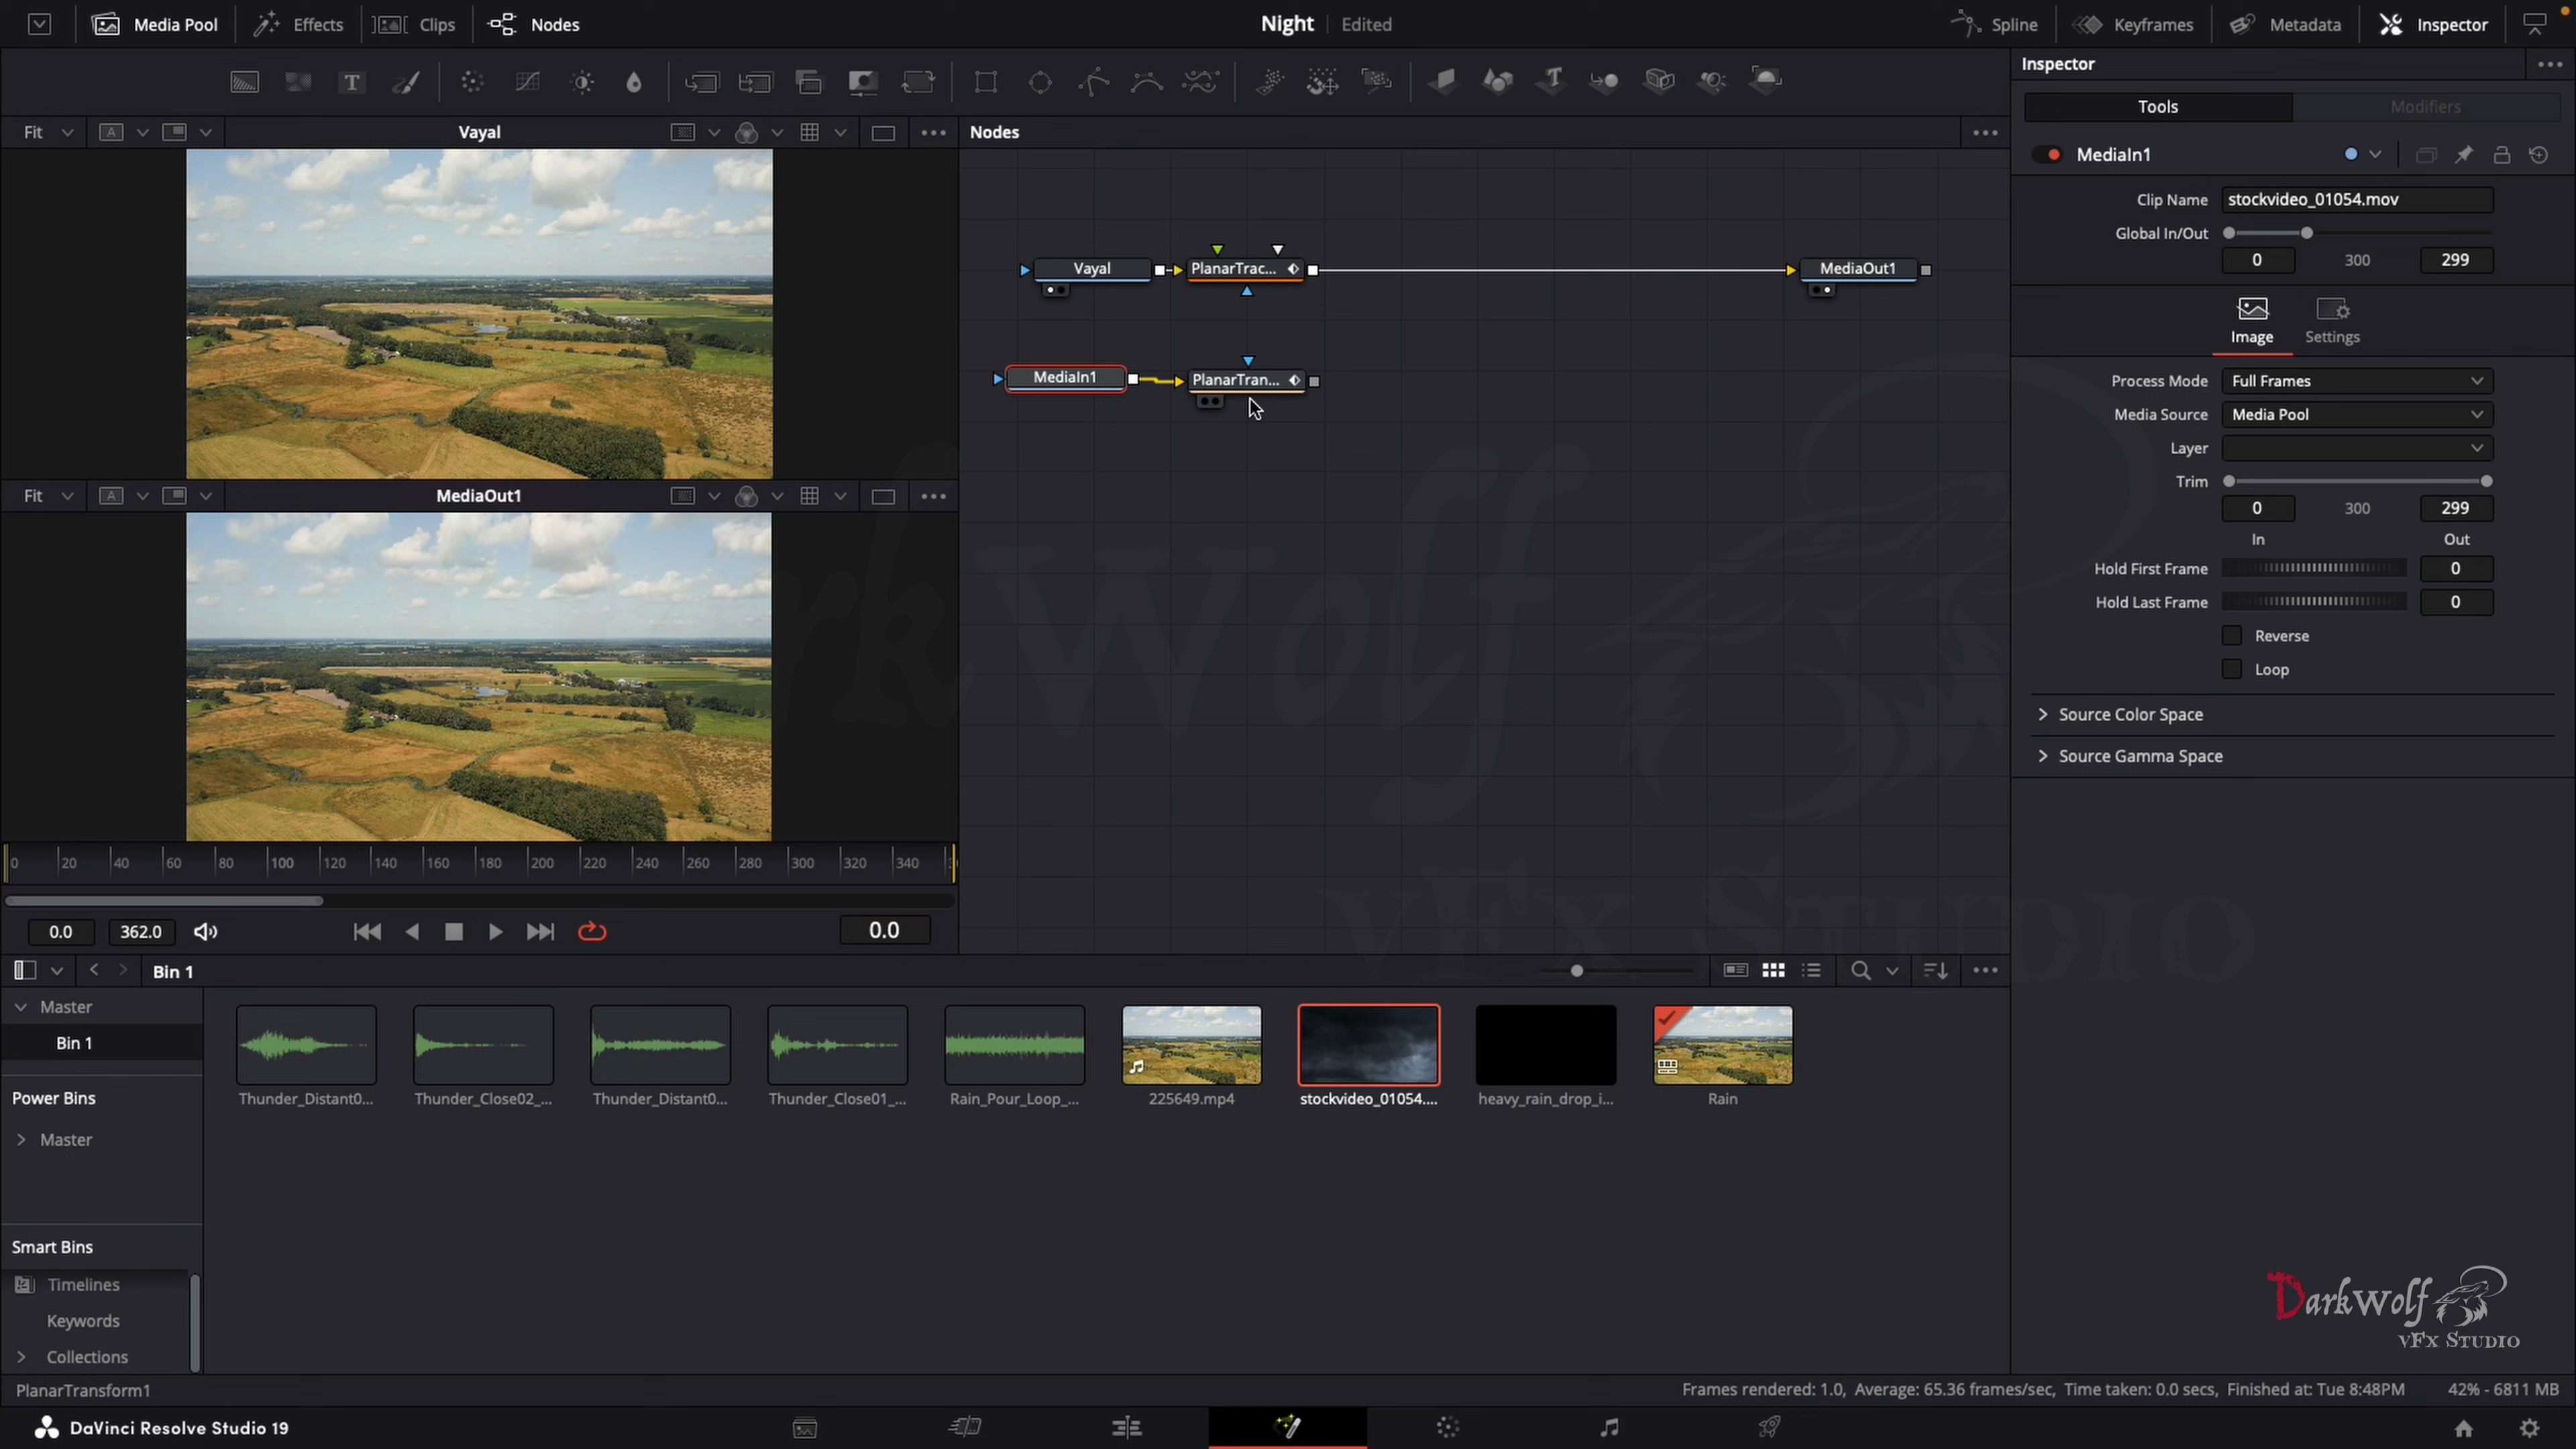 Media Pool
Effects
Clips
Nodes
Night
Edited
Spline
Keyframes
Metadata
Inspector
Inspector
Tools
Modifiers
Fit
A
Vayal
Nodes
MediaIn1
Clip Name
stockvideo_01054.mov
Global In/Out
0
300
299
Vayal
PlanarTrac...
MediaOut1
Image
Settings
MediaIn1
PlanarTran...
Process Mode
Full Frames
Media Source
Media Pool
Layer
Trim
0
300
299
In
Out
Hold First Frame
0
Hold Last Frame
0
Reverse
Loop
Source Color Space
Source Gamma Space
Fit
A
MediaOut1
0
20
40
60
80
100
120
140
160
180
200
220
240
260
280
300
320
340
0.0
362.0
0.0
Bin 1
Master
Bin 1
Power Bins
Master
Smart Bins
Timelines
Keywords
Collections
Thunder_Distant0...
Thunder_Close02_...
Thunder_Distant0...
Thunder_Close01_...
Rain_Pour_Loop_...
225649.mp4
stockvideo_01054....
heavy_rain_drop_i...
Rain
DarkWolf
VFX STUDIO
DarkWolf
VFX STUDIO
PlanarTransform1
Frames rendered: 1.0, Average: 65.36 frames/sec, Time taken: 0.0 secs, Finished at: Tue 8:48PM
42% - 6811 MB
DaVinci Resolve Studio 19